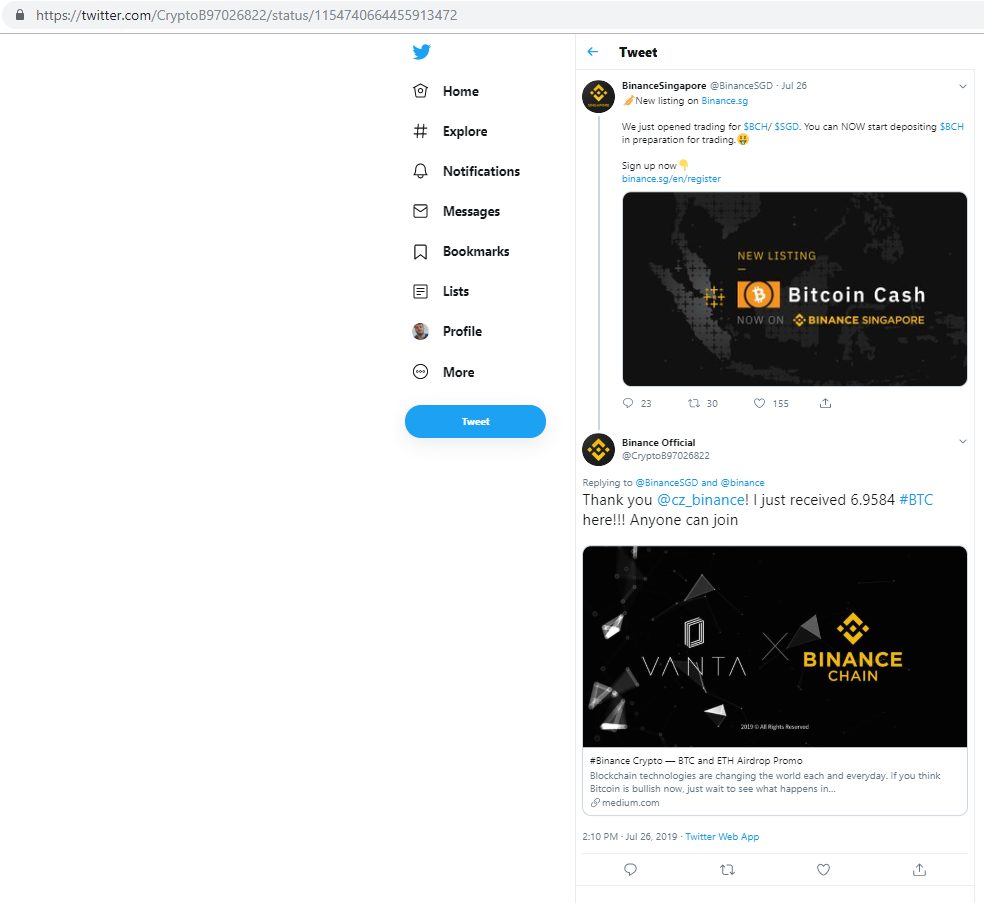 https://twitter.com/CryptoB97026822/status/1154740664455913472
Home
Explore
Notifications
Messages
Bookmarks
Lists
Profile
More
Tweet
Tweet
BinanceSingapore @BinanceSGD · Jul 26
🥕New listing on Binance.sg
We just opened trading for $BCH/ $SGD. You can NOW start depositing $BCH
in preparation for trading.🤑
Sign up now👇
binance.sg/en/register
NEW LISTING
Bitcoin Cash
NOW ON BINANCE SINGAPORE
23 30 155
Binance Official
@CryptoB97026822
Replying to @BinanceSGD and @binance
Thank you @cz_binance! I just received 6.9584 #BTC
here!!! Anyone can join
VANTA
BINANCE
CHAIN
2019 © All Rights Reserved
#Binance Crypto — BTC and ETH Airdrop Promo
Blockchain technologies are changing the world each and everyday. If you think
Bitcoin is bullish now, just wait to see what happens in...
medium.com
2:10 PM · Jul 26, 2019 · Twitter Web App